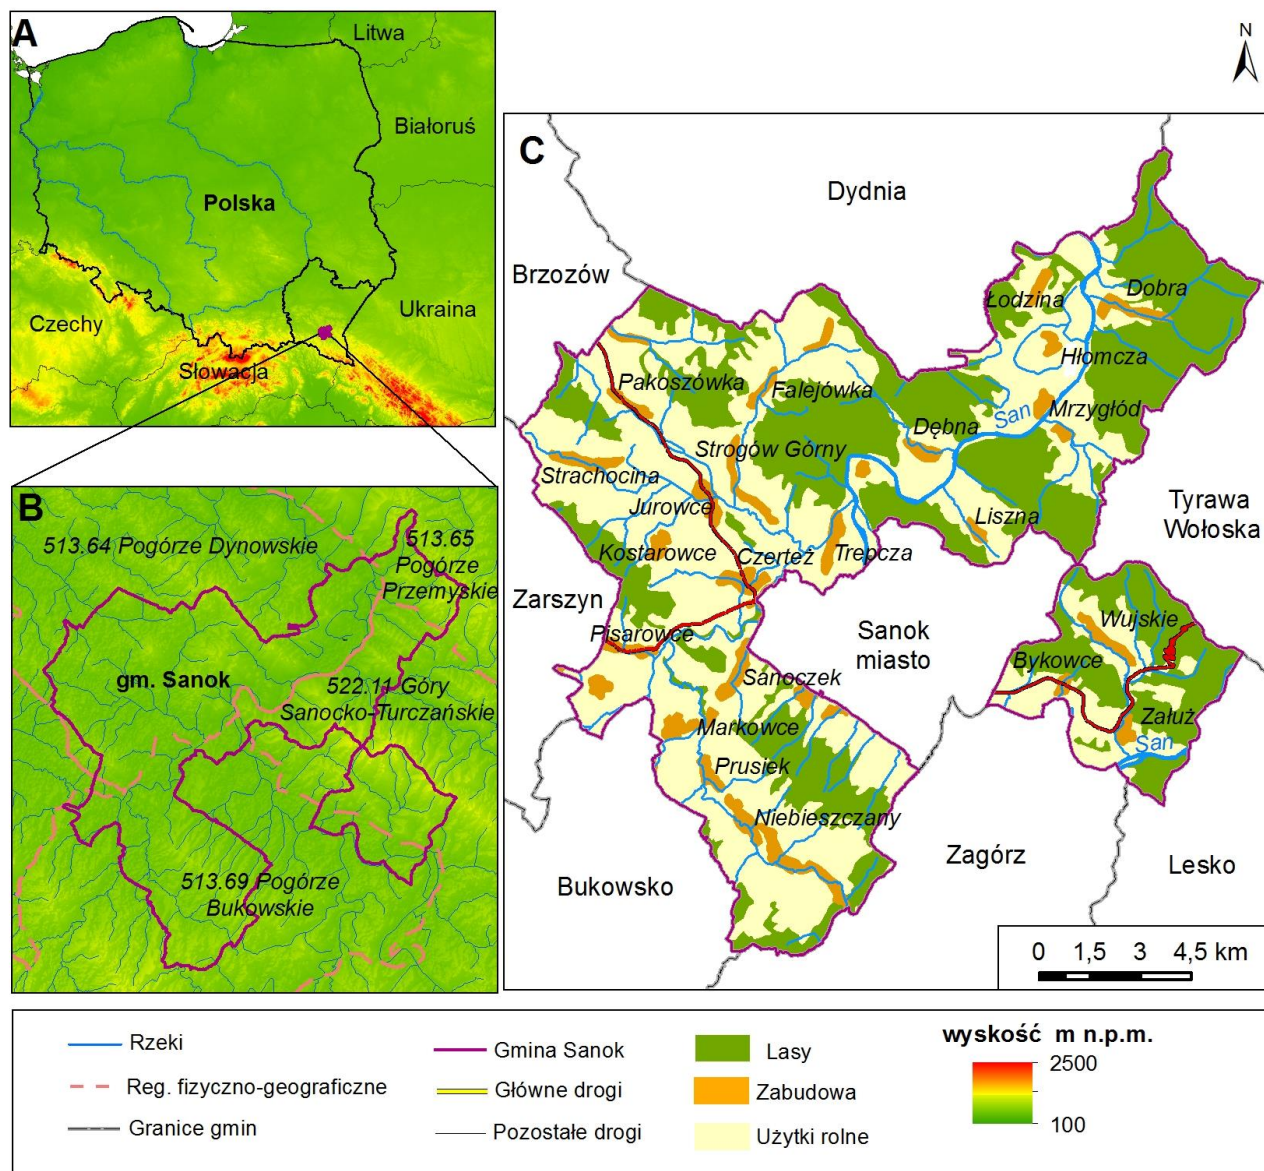 A
Litwa
N
Białoruś
Polska
Ukraina
Czechy
Słowacja
B
513.64 Pogórze Dynowskie
513.65
Pogórze
Przemyskie
gm. Sanok
522.11 Góry
Sanocko-Turczańskie
513.69 Pogórze
Bukowskie
C
Dydnia
Brzozów
Łodzina
Dobra
Hłomcza
Pakoszówka
Falejówka
San
Mrzygłód
Dębna
Strogów Górny
Strachocina
Jurowce
Liszna
Tyrawa
Wołoska
Kostarowce
Czerteż
Trepcza
Zarszyn
Pisarowce
Sanok
miasto
Wujskie
Bykowce
Sanoczek
Załuż
Markowce
San
Prusiek
Niebieszczany
Zagórz
Lesko
Bukowsko
0 1,5 3 4,5 km
Rzeki
Reg. fizyczno-geograficzne
Granice gmin
Gmina Sanok
Główne drogi
Pozostałe drogi
Lasy
Zabudowa
Użytki rolne
wyskość m n.p.m.
2500
100